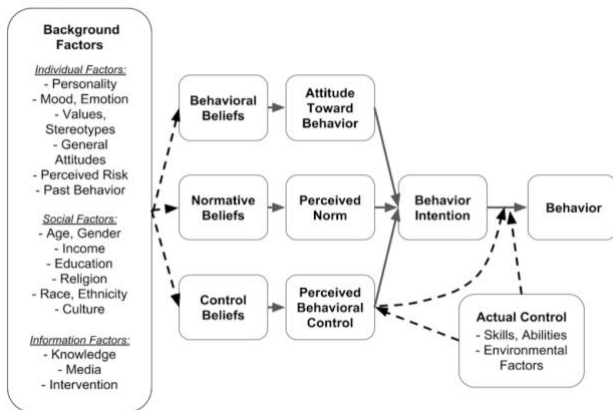 Background
Factors
Individual Factors:
- Personality
- Mood, Emotion
- Values,
Stereotypes
- General
Attitudes
- Perceived Risk
- Past Behavior
Social Factors:
- Age, Gender
- Income
- Education
- Religion
- Race, Ethnicity
- Culture
Information Factors:
- Knowledge
- Media
- Intervention
Behavioral
Beliefs
Attitude
Toward
Behavior
Normative
Beliefs
Perceived
Norm
Behavior
Intention
Behavior
Control
Beliefs
Perceived
Behavioral
Control
Actual Control
- Skills, Abilities
- Environmental
Factors